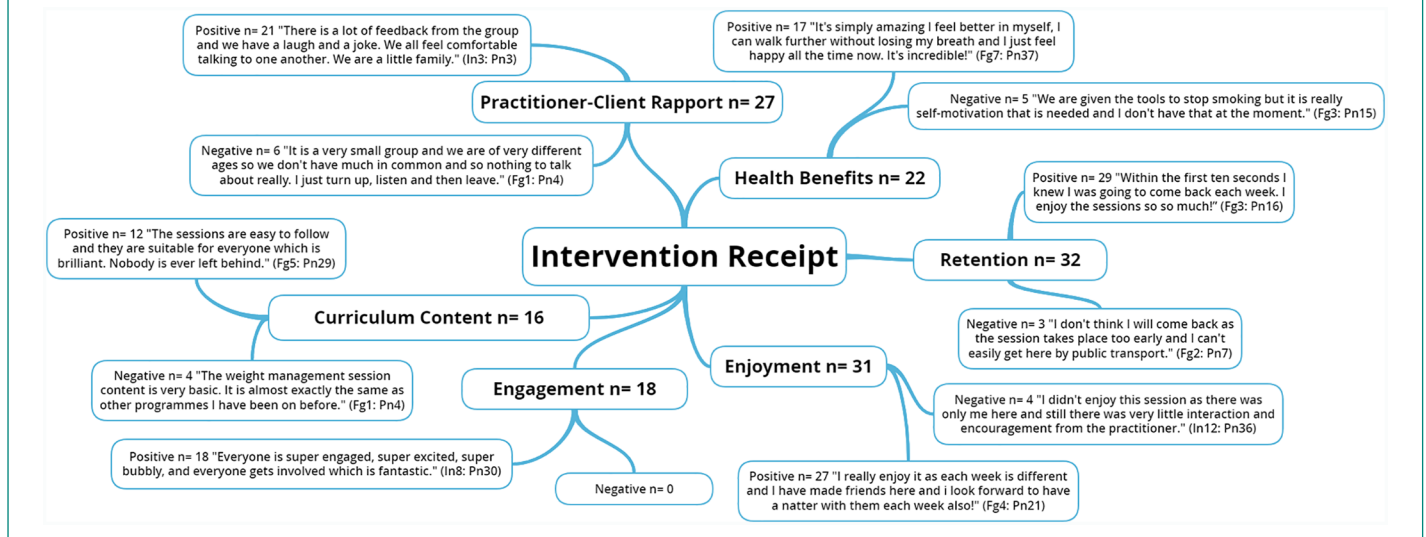 Positive n= 21 "There is a lot of feedback from the group
and we have a laugh and a joke. We all feel comfortable
talking to one another. We are a little family." (In3: Pn3)
Practitioner-Client Rapport n= 27
Negative n= 6 "It is a very small group and we are of very different
ages so we don't have much in common and so nothing to talk
about really. I just turn up, listen and then leave." (Fg1: Pn4)
Positive n= 17 "It's simply amazing I feel better in myself, I
can walk further without losing my breath and I just feel
happy all the time now. It's incredible!" (Fg7: Pn37)
Negative n= 5 "We are given the tools to stop smoking but it is really
self-motivation that is needed and I don't have that at the moment." (Fg3: Pn15)
Health Benefits n= 22
Positive n= 29 "Within the first ten seconds I
knew I was going to come back each week. I
enjoy the sessions so so much!" (Fg3: Pn16)
Intervention Receipt
Retention n= 32
Negative n= 3 "I don't think I will come back as
the session takes place too early and I can't
easily get here by public transport." (Fg2: Pn7)
Positive n= 12 "The sessions are easy to follow
and they are suitable for everyone which is
brilliant. Nobody is ever left behind." (Fg5: Pn29)
Curriculum Content n= 16
Negative n= 4 "The weight management session
content is very basic. It is almost exactly the same as
other programmes I have been on before." (Fg1: Pn4)
Engagement n= 18
Positive n= 18 "Everyone is super engaged, super excited, super
bubbly, and everyone gets involved which is fantastic." (In8: Pn30)
Negative n= 0
Enjoyment n= 31
Negative n= 4 "I didn't enjoy this session as there was
only me here and still there was very little interaction and
encouragement from the practitioner." (In12: Pn36)
Positive n= 27 "I really enjoy it as each week is different
and I have made friends here and i look forward to have
a natter with them each week also!" (Fg4: Pn21)